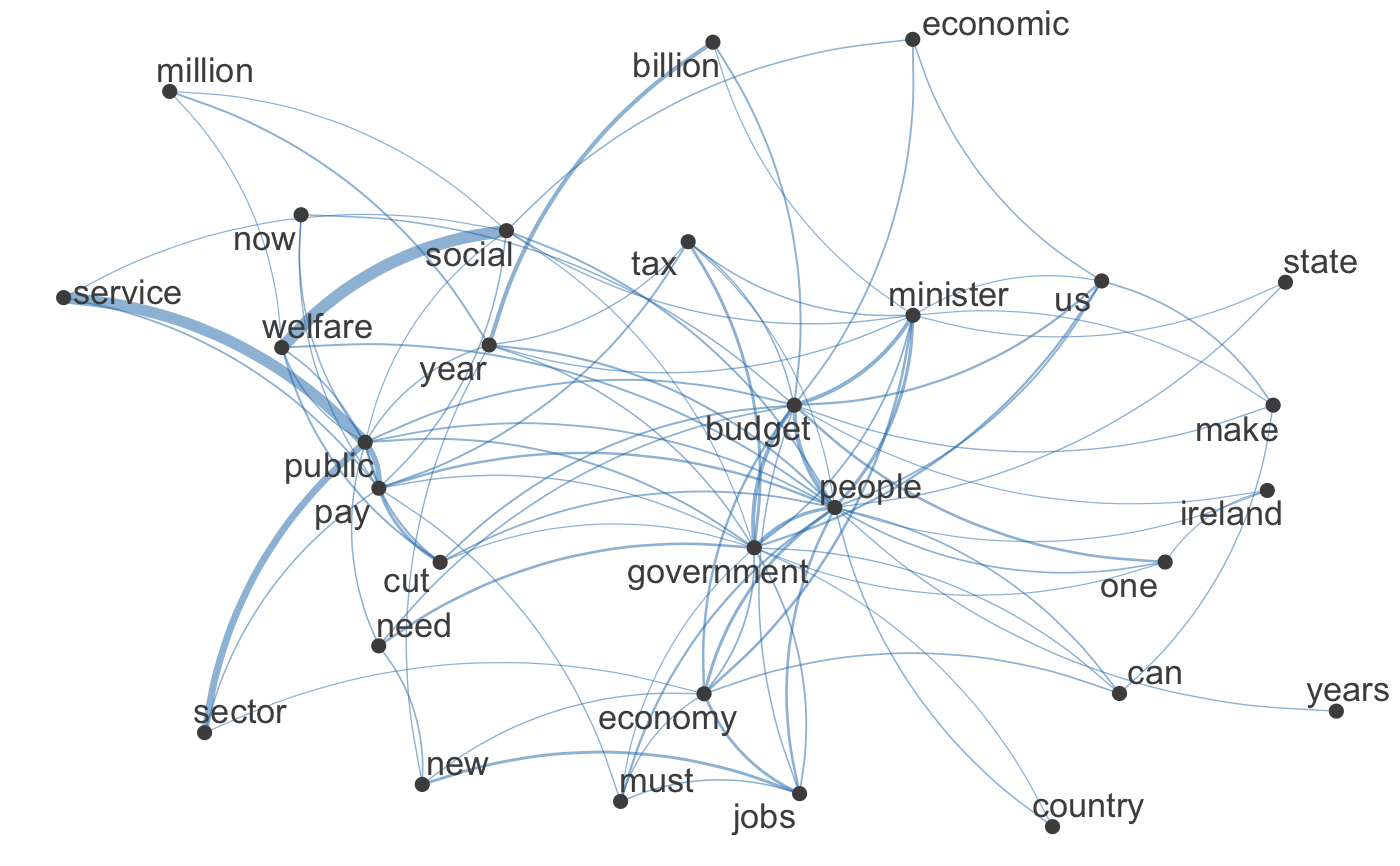 economic
billion
million
now
social
tax
state
service
minister
us
welfare
year
budget
make
public
people
pay
ireland
government
cut
one
need
can
sector
economy
years
new
must
jobs
country